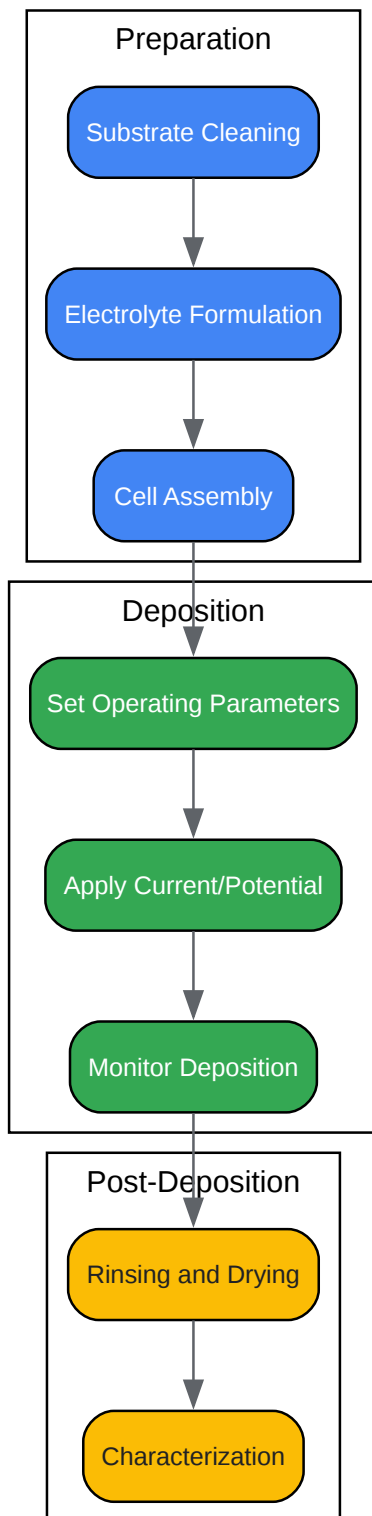 Preparation
Substrate Cleaning
Electrolyte Formulation
Cell Assembly
Deposition
Set Operating Parameters
Apply Current/Potential
Monitor Deposition
Post-Deposition
Rinsing and Drying
Characterization